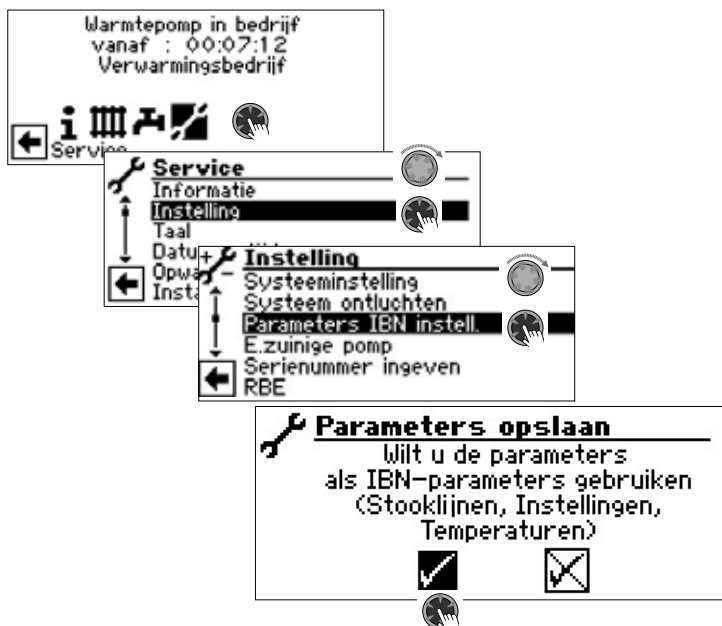 Warmtepomp in bedrijf
vanaf : 00:07:12
Verwarmingsbedrijf
Service
Service
Informatie
Instelling
Taal
Instelling
Systeeminstelling
Systeem ontluchten
Parameters IBN instell.
E.zuinige pomp
Serienummer ingeven
RBE
Parameters opslaan
Wilt u de parameters
als IBN-parameters gebruiken
(Stooklijnen, Instellingen,
Temperaturen)